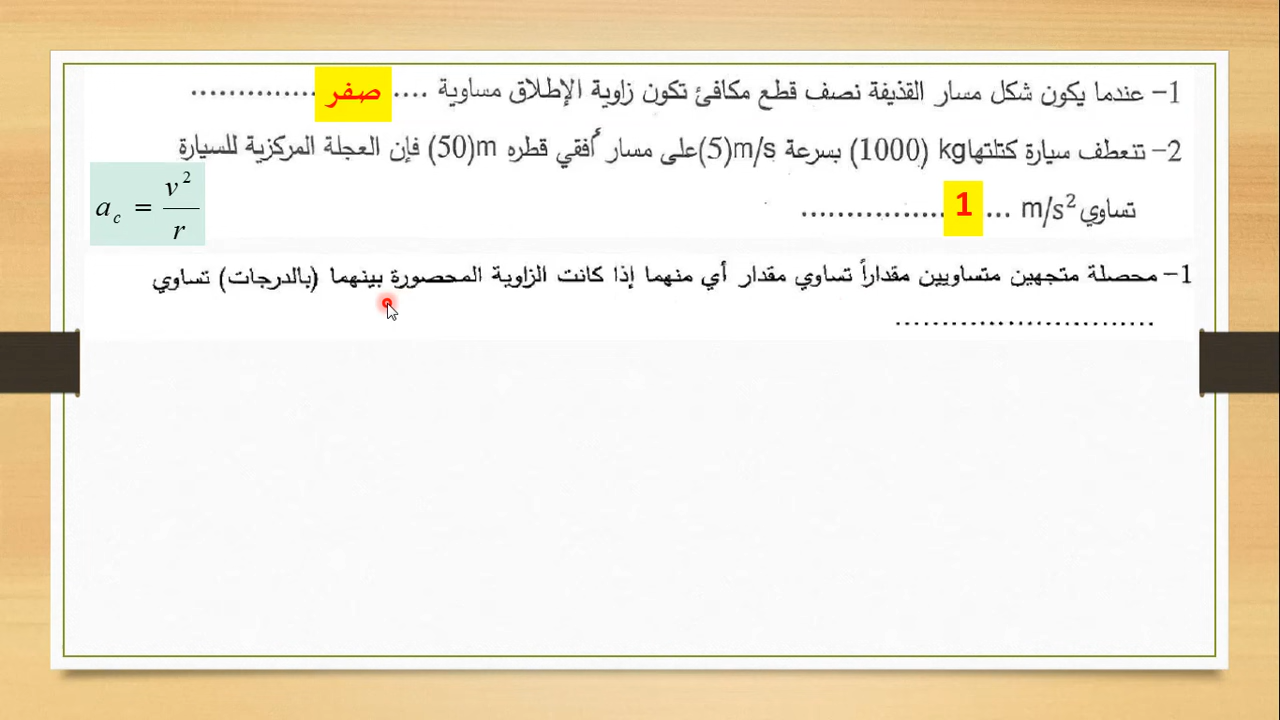 1- عندما يكون شكل مسار القذيفة نصف قطع مكافئ تكون زاوية الإطلاق مساوية .... صفر ..............
2- تنعطف سيارة كتلتها kg (1000) بسرعة m/s(5) على مسار أفقي قطره m(50) فإن العجلة المركزية للسيارة
تساوي m/s² ... 1 ................
a_c = v²/r
1- محصلة متجهين متساويين مقداراً تساوي مقدار أي منهما إذا كانت الزاوية المحصورة بينهما (بالدرجات) تساوي
............................